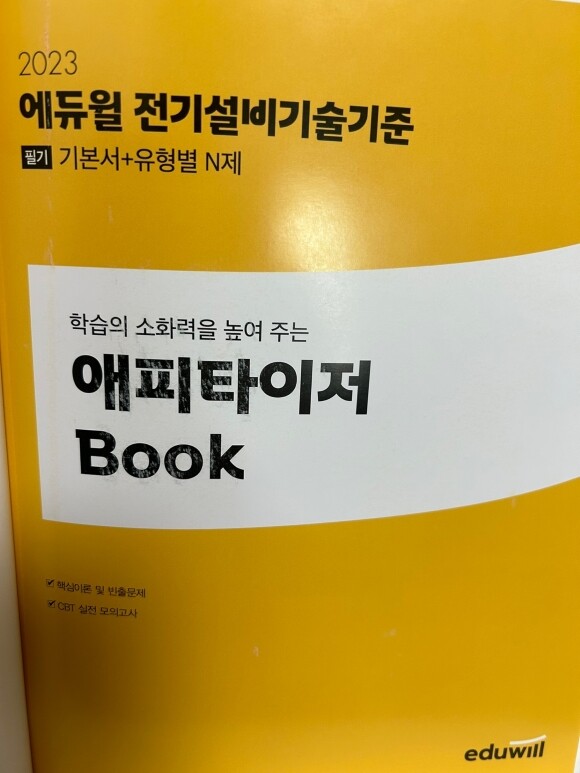 2023
에듀윌 전기설비기술기준
필기 기본서+유형별 N제
학습의 소화력을 높여 주는
애피타이저
Book
핵심이론 및 빈출문제
CBT 실전 모의고사
eduwill